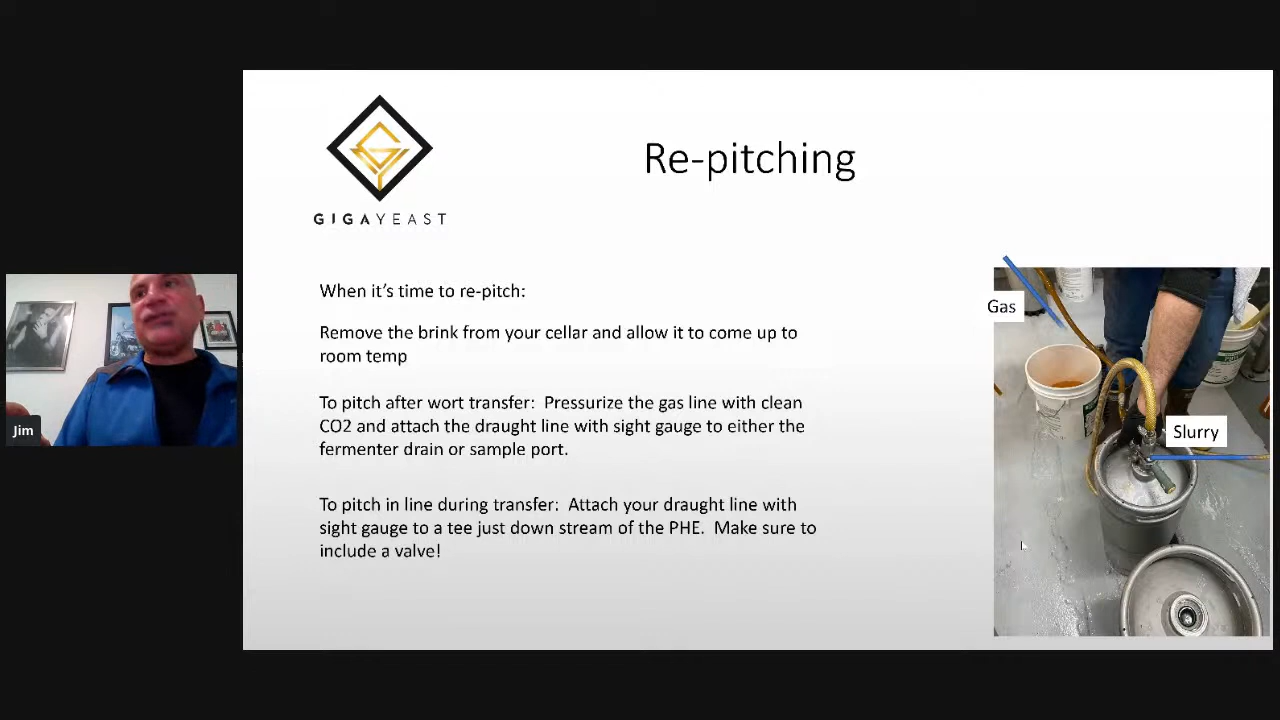 GIGAYEAST
Re-pitching
When it's time to re-pitch:
Remove the brink from your cellar and allow it to come up to
room temp
To pitch after wort transfer: Pressurize the gas line with clean
CO2 and attach the draught line with sight gauge to either the
fermenter drain or sample port.
To pitch in line during transfer: Attach your draught line with
sight gauge to a tee just down stream of the PHE. Make sure to
include a valve!
Gas
Slurry
Jim